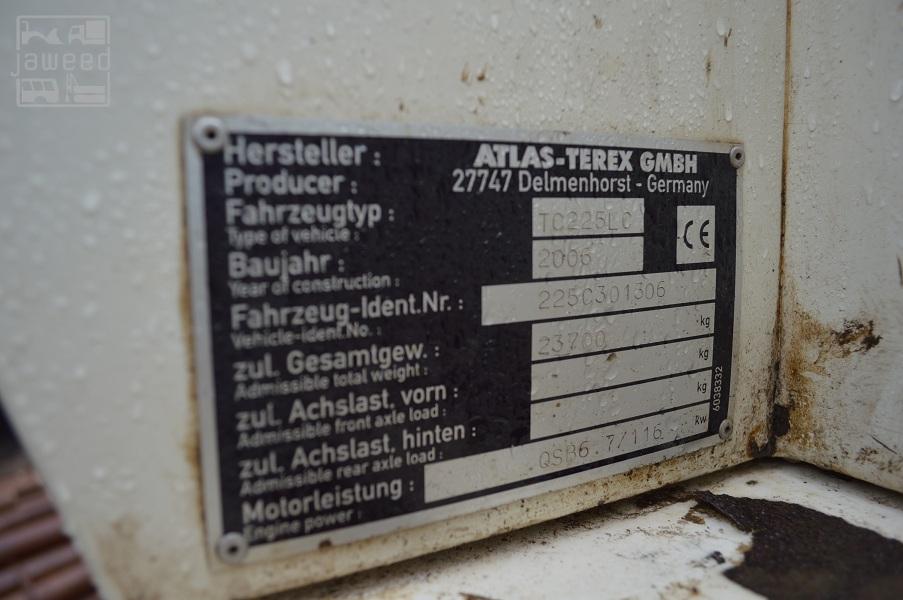 jaweed
Hersteller : ATLAS-TEREX GMBH
Producer : 27747 Delmenhorst - Germany
Fahrzeugtyp : TC225LC CE
Type of vehicle :
Baujahr : 2006
Year of construction :
Fahrzeug-Ident.Nr. : 225C301306
Vehicle-ident.No. :
zul. Gesamtgew. : 23700 kg
Admissible total weight :
zul. Achslast, vorn : kg
Admissible front axle load :
zul. Achslast, hinten : kg
Admissible rear axle load :
Motorleistung : QSB6.7/116 kw
Engine power :
6038332